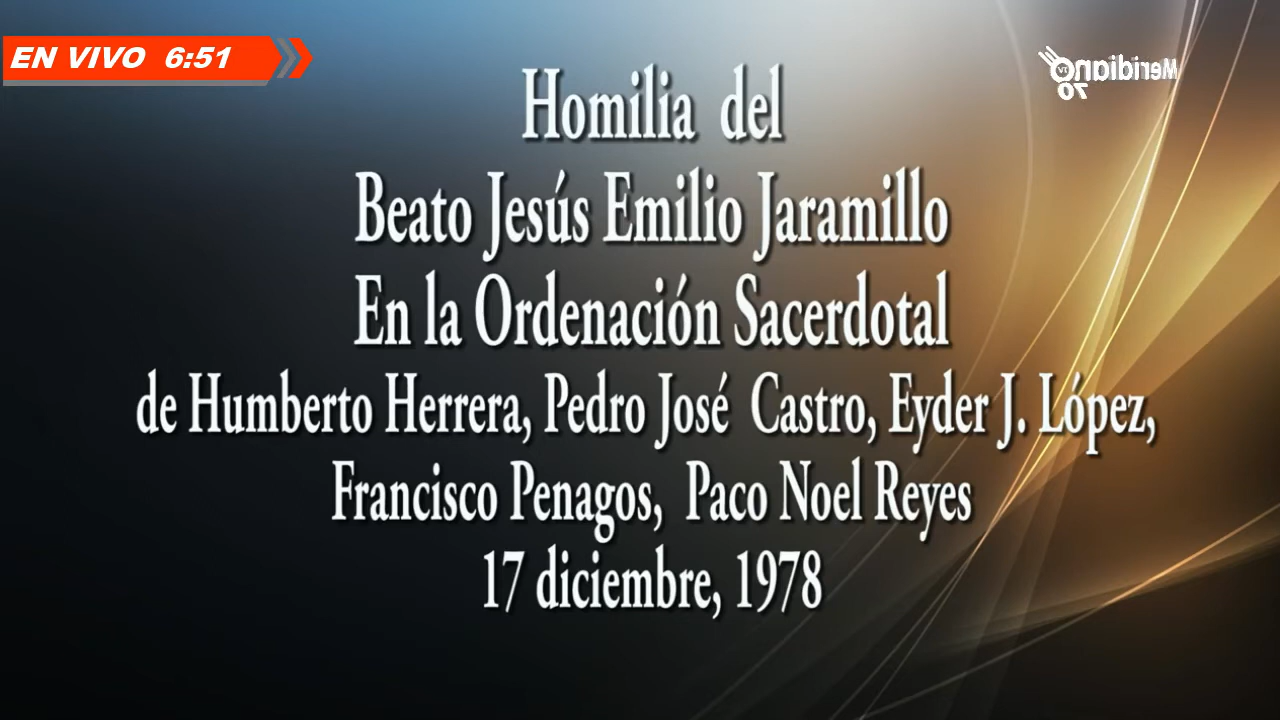 EN VIVO 6:51
Meridiano
70
TV
Homilia del
Beato Jesús Emilio Jaramillo
En la Ordenación Sacerdotal
de Humberto Herrera, Pedro José Castro, Eyder J. López,
Francisco Penagos, Paco Noel Reyes
17 diciembre, 1978